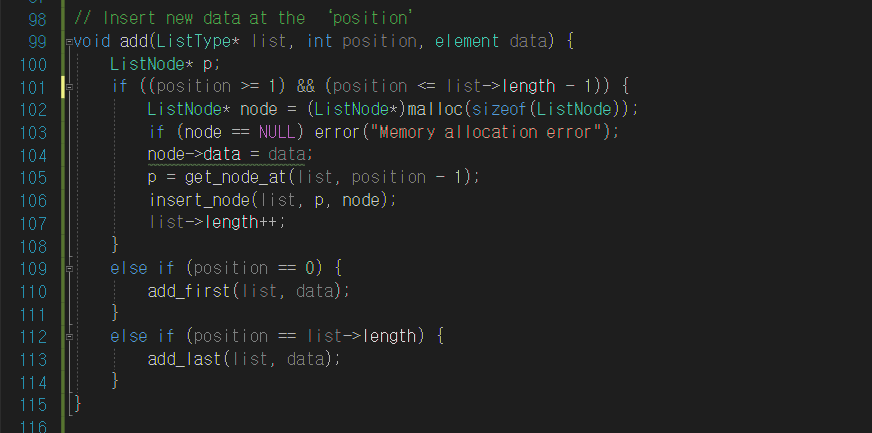 98 // Insert new data at the ‘position’
99 void add(ListType* list, int position, element data) {
100 ListNode* p;
101 if ((position >= 1) && (position <= list->length - 1)) {
102 ListNode* node = (ListNode*)malloc(sizeof(ListNode));
103 if (node == NULL) error("Memory allocation error");
104 node->data = data;
105 p = get_node_at(list, position - 1);
106 insert_node(list, p, node);
107 list->length++;
108 }
109 else if (position == 0) {
110 add_first(list, data);
111 }
112 else if (position == list->length) {
113 add_last(list, data);
114 }
115 }
116